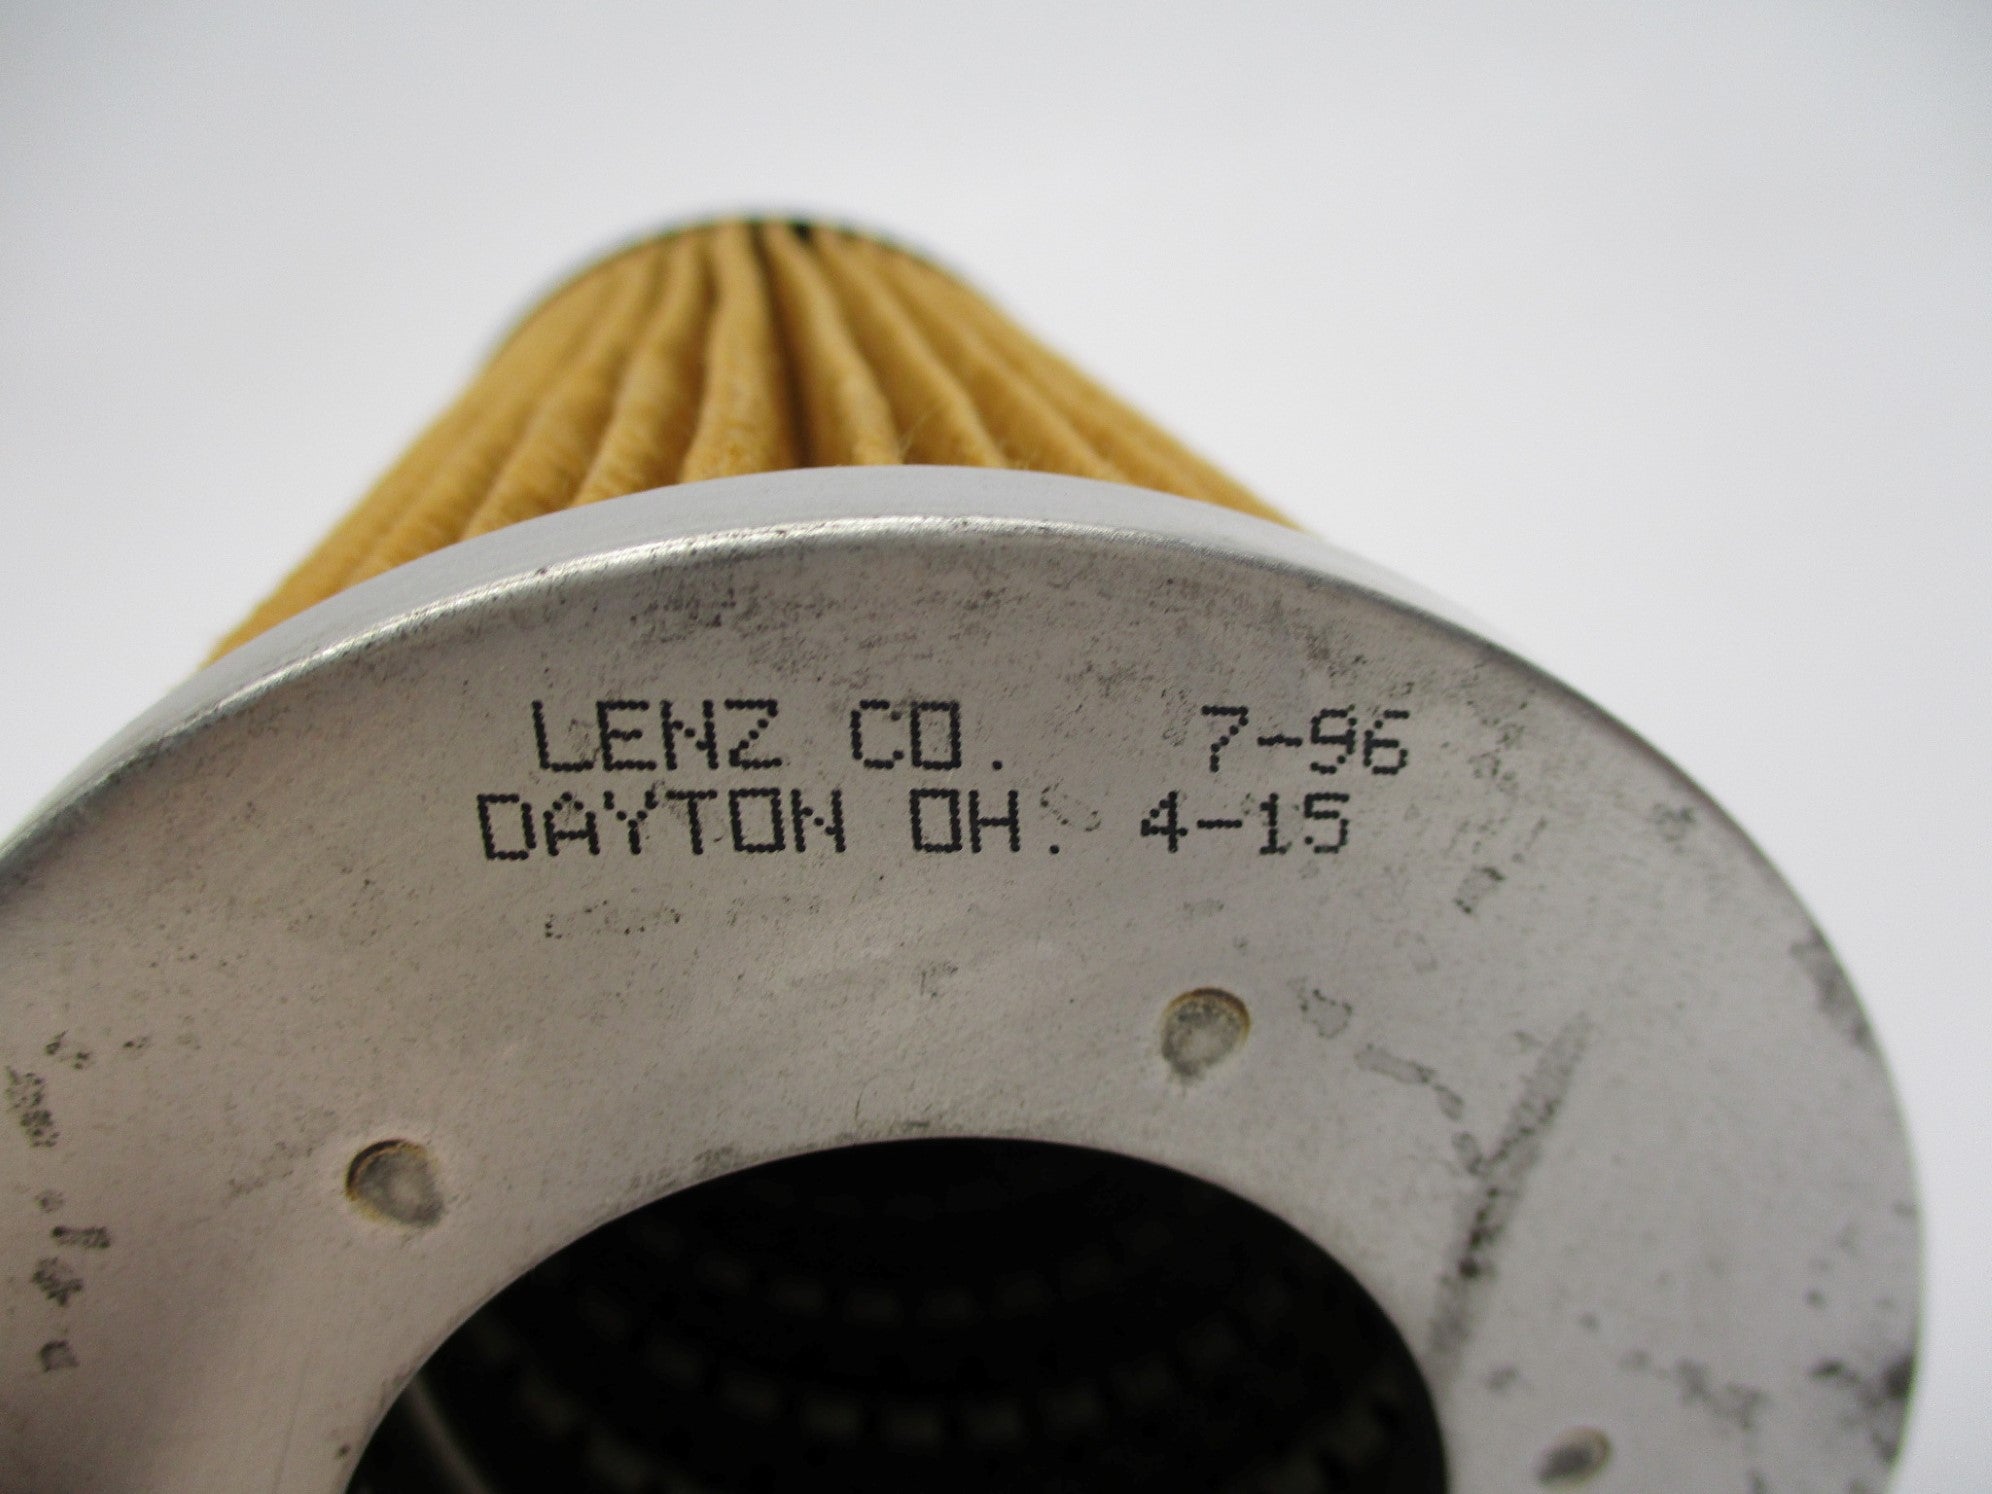 LENZ CO. 7-96
DAYTON OH. 4-15